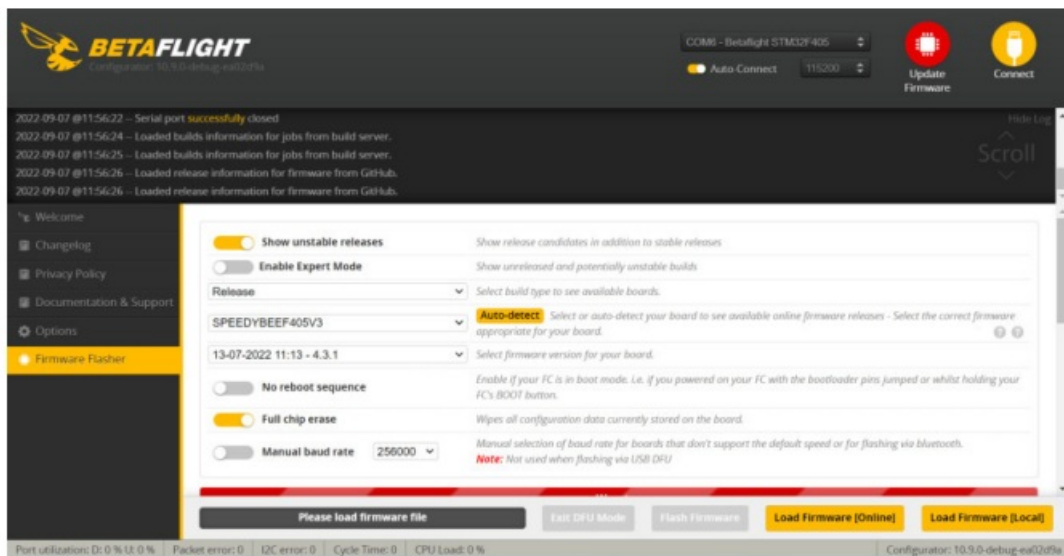 BETAFLIGHT
Configurator: 10.9.0-debug-ea02d9a
COM6 - Betaflight STM32F405
Auto-Connect 115200
Update Firmware
Connect
2022-09-07 @11:56:22 -- Serial port successfully closed
2022-09-07 @11:56:24 -- Loaded builds information for jobs from build server.
2022-09-07 @11:56:25 -- Loaded builds information for jobs from build server.
2022-09-07 @11:56:26 -- Loaded release information for firmware from GitHub.
2022-09-07 @11:56:26 -- Loaded release information for firmware from GitHub.
Hide Log
Scroll
Welcome
Changelog
Privacy Policy
Documentation & Support
Options
Firmware Flasher
Show unstable releases Show release candidates in addition to stable releases
Enable Expert Mode Show unreleased and potentially unstable builds
Release Select build type to see available boards.
SPEEDYBEEF405V3 Auto-detect Select or auto-detect your board to see available online firmware releases - Select the correct firmware
appropriate for your board.
13-07-2022 11:13 - 4.3.1 Select firmware version for your board.
No reboot sequence Enable if your FC is in boot mode. i.e. if you powered on your FC with the bootloader pins jumped or whilst holding your
FC's BOOT button.
Full chip erase Wipes all configuration data currently stored on the board.
Manual baud rate 256000 Manual selection of baud rate for boards that don't support the default speed or for flashing via bluetooth.
Note: Not used when flashing via USB DFU
Please load firmware file Exit DFU Mode Flash Firmware Load Firmware [Online] Load Firmware [Local]
Port utilization: D: 0 % U: 0 % Packet error: 0 I2C error: 0 Cycle Time: 0 CPU Load: 0 % Configurator: 10.9.0-debug-ea02d9a